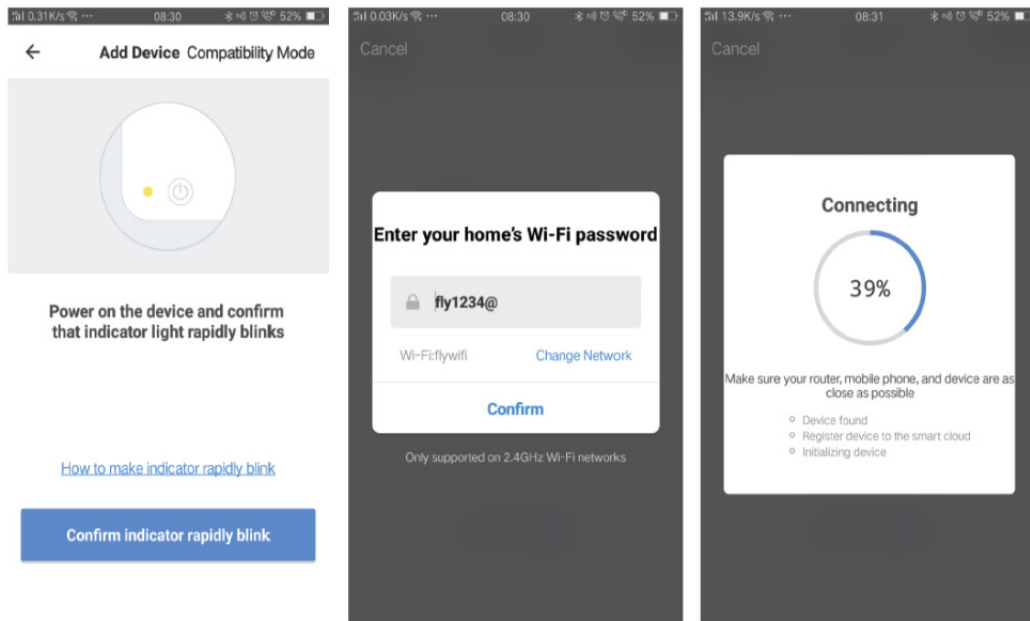 0.31K/s ··· 08:30 52%
Add Device Compatibility Mode
Power on the device and confirm
that indicator light rapidly blinks
How to make indicator rapidly blink
Confirm indicator rapidly blink
0.03K/s ··· 08:30 52%
Cancel
Enter your home's Wi-Fi password
fly1234@
Wi-Fi:flywifi Change Network
Confirm
Only supported on 2.4GHz Wi-Fi networks
13.9K/s ··· 08:31 52%
Cancel
Connecting
39%
Make sure your router, mobile phone, and device are as
close as possible
Device found
Register device to the smart cloud
Initializing device